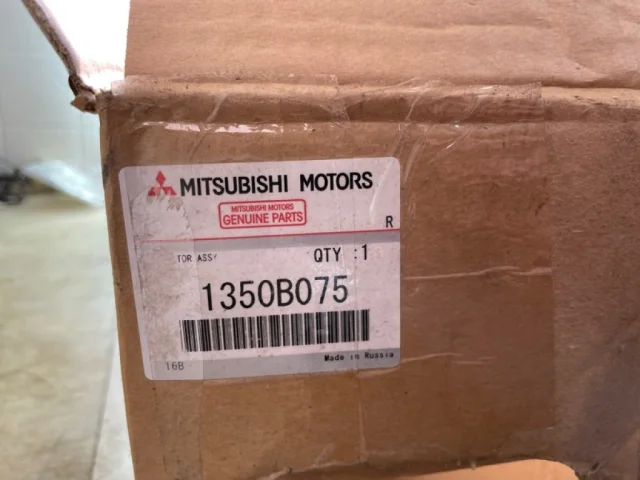 MITSUBISHI MOTORS
MITSUBISHI MOTORS
GENUINE PARTS
R
TOR ASSY QTY :1
1350B075
16B Made in Russia